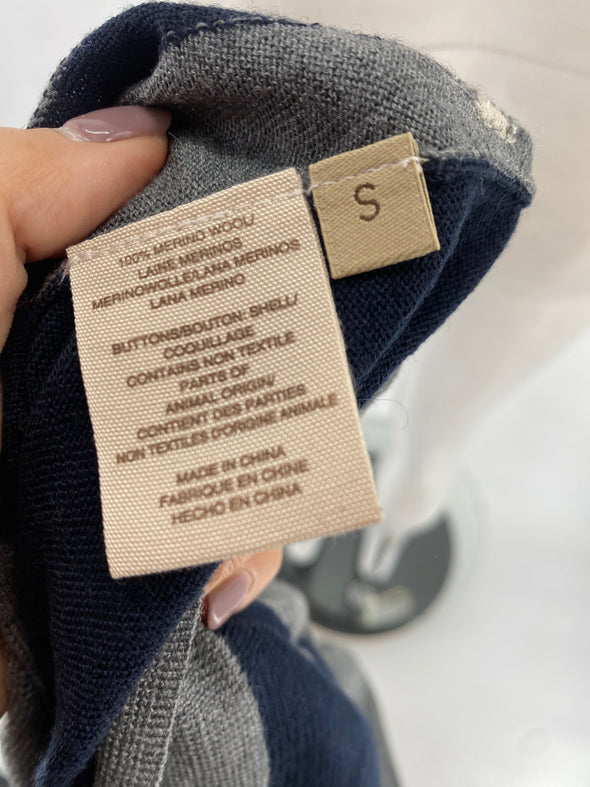 100% MERINO WOOL/
LAINE MERINOS
MERINOWOLLE/LANA MERINOS
LANA MERINO
BUTTONS/BOUTON: SHELL/
COQUILLAGE
CONTAINS NON TEXTILE
PARTS OF
ANIMAL ORIGIN/
CONTIENT DES PARTIES
NON TEXTILES D'ORIGINE ANIMALE
MADE IN CHINA
FABRIQUE EN CHINE
HECHO EN CHINA
S